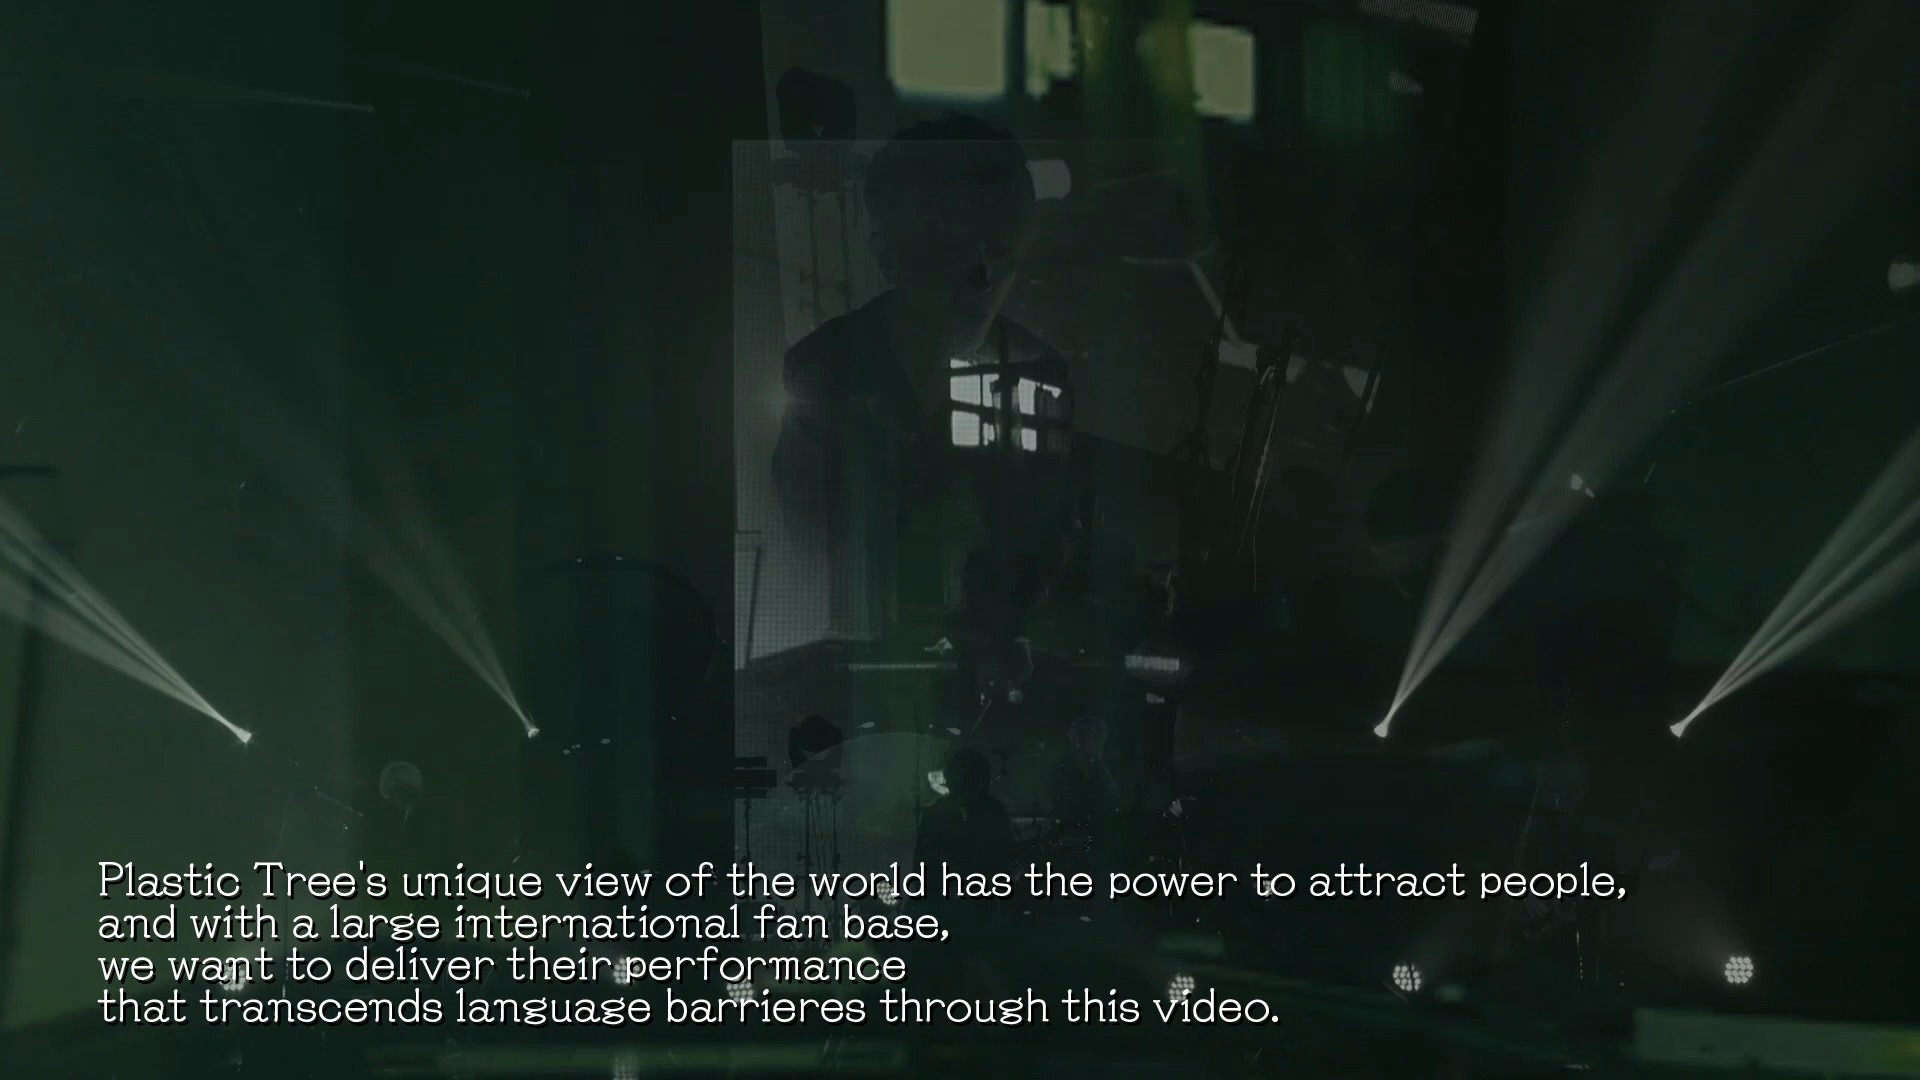 Plastic Tree's unique view of the world has the power to attract people,
and with a large international fan base,
we want to deliver their performance
that transcends language barrieres through this video.